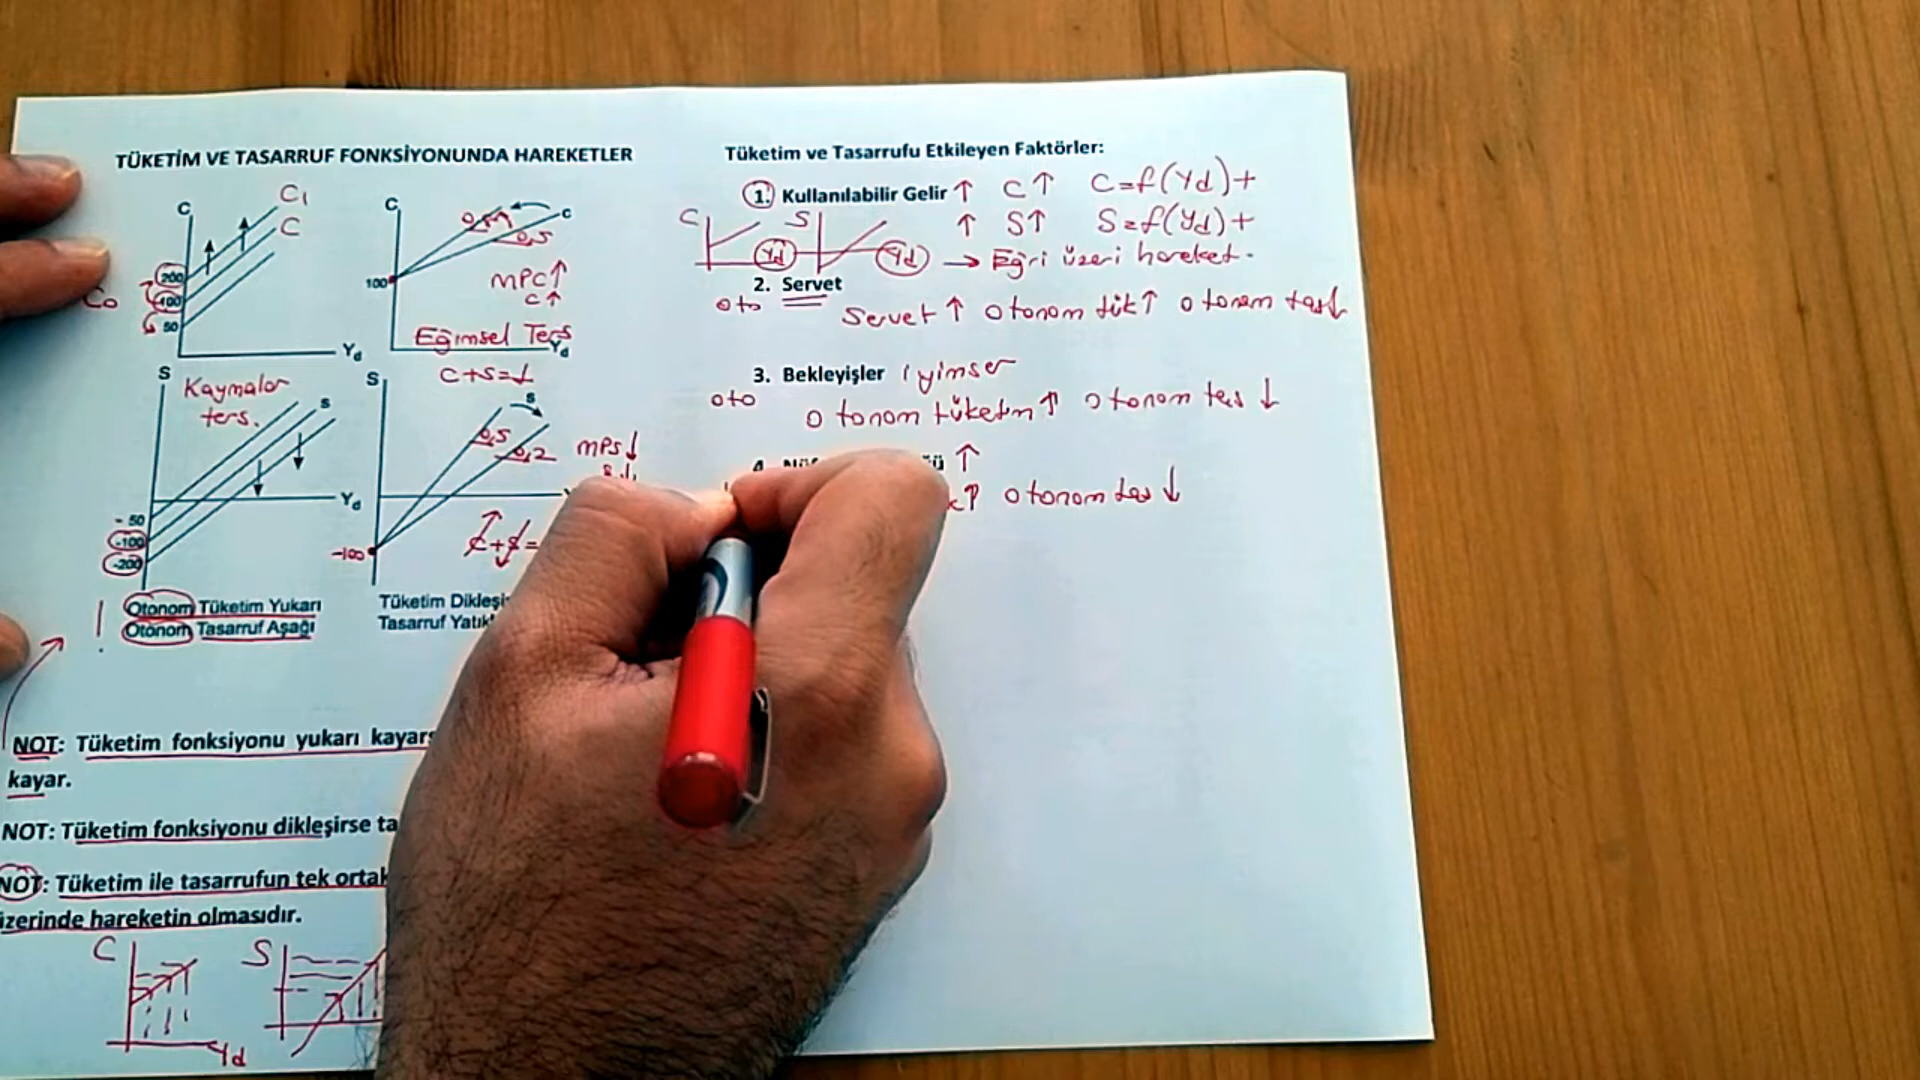 TÜKETİM VE TASARRUF FONKSİYONUNDA HAREKETLER
C
C1
C
200
100
50
C0
Yd
C
C
0,5
100
MPC↑
C↑
Eğimsel Ters
Yd
C+S=1
S
Kaymalar
ters.
S
Yd
- 50
-100
-200
S
S
0,5
0,2
MPS↓
S↓
-100
C+S=
! Otonom Tüketim Yukarı
Otonom Tasarruf Aşağı
Tüketim Dikleşi
Tasarruf Yatık
NOT: Tüketim fonksiyonu yukarı kayars
kayar.
NOT: Tüketim fonksiyonu dikleşirse ta
NOT: Tüketim ile tasarrufun tek ortak
üzerinde hareketin olmasıdır.
C
Yd
S
Tüketim ve Tasarrufu Etkileyen Faktörler:
1. Kullanılabilir Gelir ↑ C↑ C=f(Yd)+
↑ S↑ S=f(Yd)+
C Yd S Yd → Eğri üzeri hareket.
2. Servet
oto Servet ↑ Otonom tük↑ Otonom tas↓
3. Bekleyişler iyimser
oto Otonom tüketim↑ Otonom tas ↓
4. ↑
k↑ Otonom tas ↓